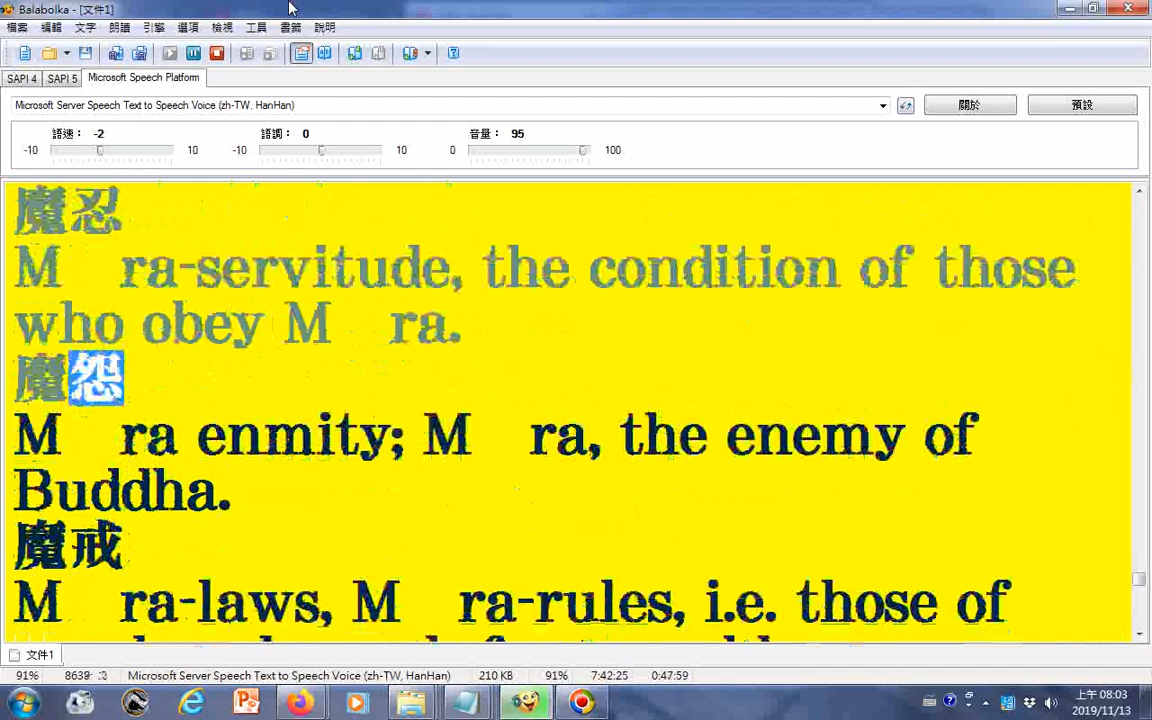 Balabolka - [文件1]
檔案 編輯 文字 朗讀 引擎 選項 檢視 工具 書籤 說明
SAPI 4 SAPI 5 Microsoft Speech Platform
Microsoft Server Speech Text to Speech Voice (zh-TW, HanHan) 關於 預設
語速: -2 語調: 0 音量: 95
-10 10 -10 10 0 100
魔忍
M ra-servitude, the condition of those
who obey M ra.
魔怨
M ra enmity; M ra, the enemy of
Buddha.
魔戒
M ra-laws, M ra-rules, i.e. those of
文件1
91% Microsoft Server Speech Text to Speech Voice (zh-TW, HanHan) 210 KB 91% 7:42:25 0:47:59
上午 08:03
2019/11/13